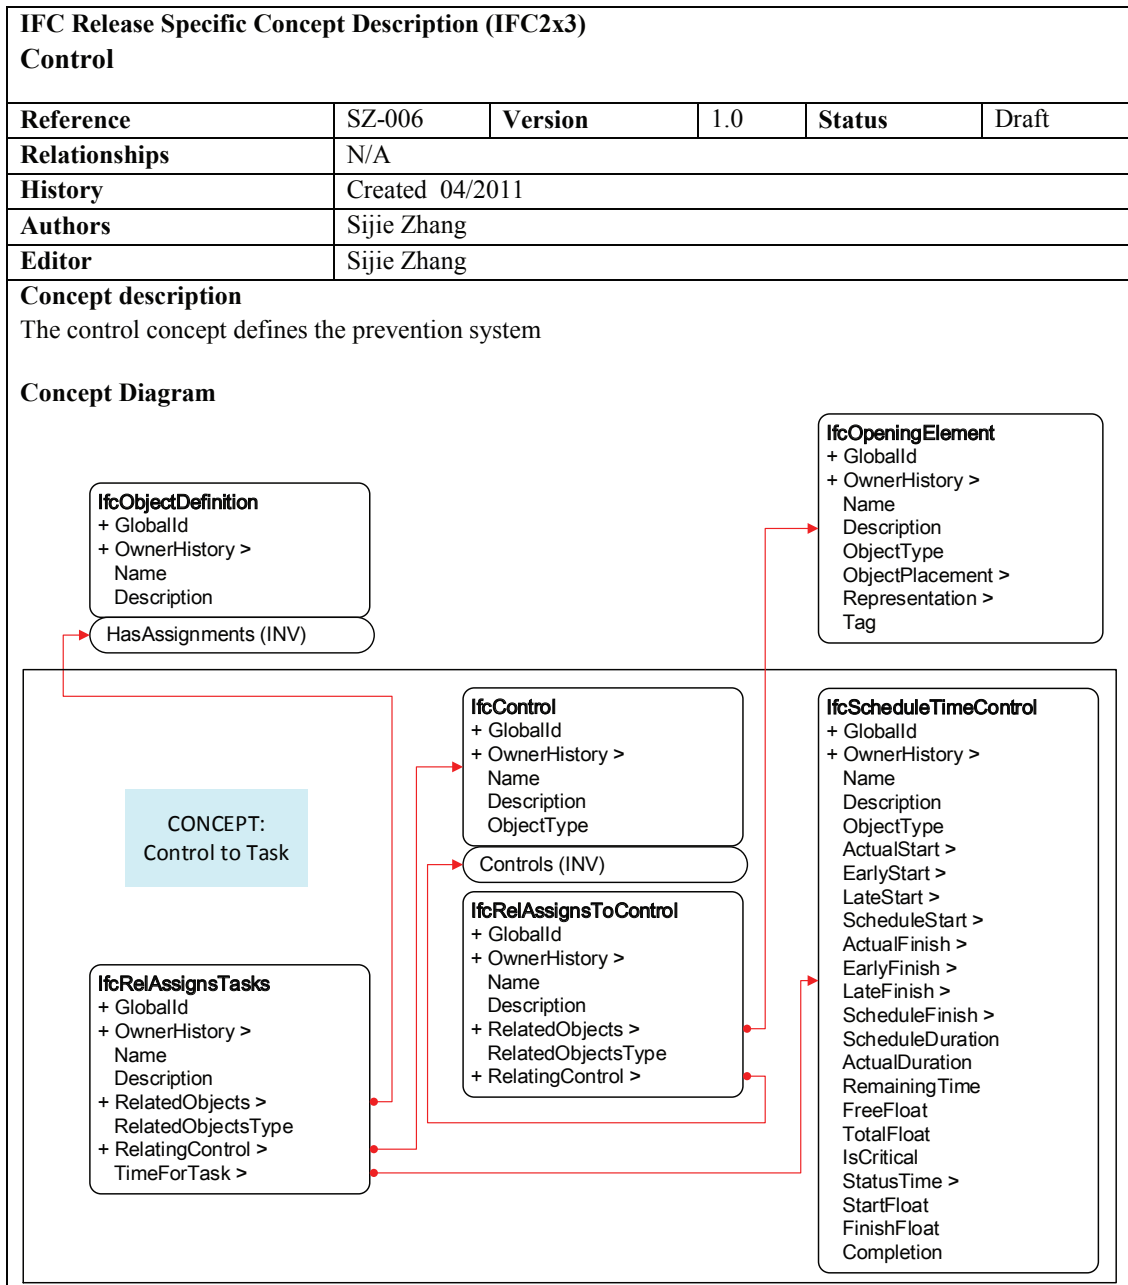 IFC Release Specific Concept Description (IFC2x3)
Control
Reference SZ-006 Version 1.0 Status Draft
Relationships N/A
History Created 04/2011
Authors Sijie Zhang
Editor Sijie Zhang
Concept description
The control concept defines the prevention system
Concept Diagram
IfcObjectDefinition
+ GlobalId
+ OwnerHistory >
Name
Description
HasAssignments (INV)
IfcOpeningElement
+ GlobalId
+ OwnerHistory >
Name
Description
ObjectType
ObjectPlacement >
Representation >
Tag
CONCEPT:
Control to Task
IfcRelAssignsTasks
+ GlobalId
+ OwnerHistory >
Name
Description
+ RelatedObjects >
RelatedObjectsType
+ RelatingControl >
TimeForTask >
IfcControl
+ GlobalId
+ OwnerHistory >
Name
Description
ObjectType
Controls (INV)
IfcRelAssignsToControl
+ GlobalId
+ OwnerHistory >
Name
Description
+ RelatedObjects >
RelatedObjectsType
+ RelatingControl >
IfcScheduleTimeControl
+ GlobalId
+ OwnerHistory >
Name
Description
ObjectType
ActualStart >
EarlyStart >
LateStart >
ScheduleStart >
ActualFinish >
EarlyFinish >
LateFinish >
ScheduleFinish >
ScheduleDuration
ActualDuration
RemainingTime
FreeFloat
TotalFloat
IsCritical
StatusTime >
StartFloat
FinishFloat
Completion